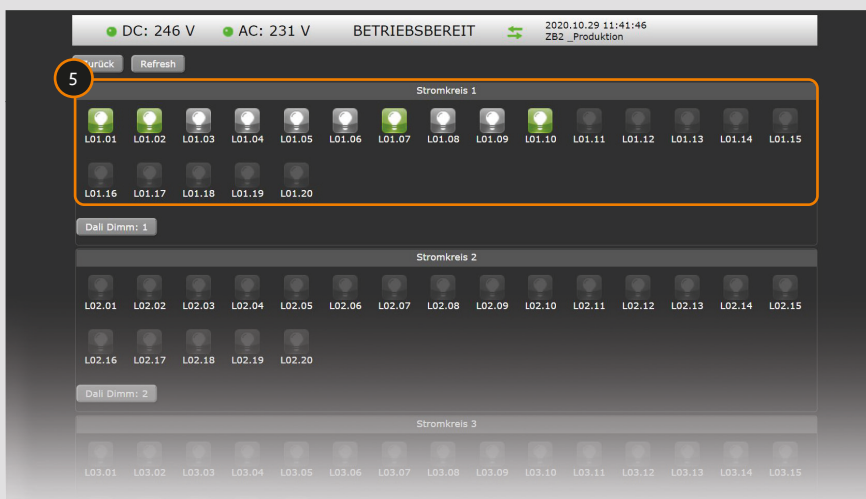 DC: 246 V AC: 231 V BETRIEBSBEREIT 2020.10.29 11:41:46
ZB2 _Produktion
Zurück Refresh
5
Stromkreis 1
L01.01 L01.02 L01.03 L01.04 L01.05 L01.06 L01.07 L01.08 L01.09 L01.10 L01.11 L01.12 L01.13 L01.14 L01.15
L01.16 L01.17 L01.18 L01.19 L01.20
Dali Dimm: 1
Stromkreis 2
L02.01 L02.02 L02.03 L02.04 L02.05 L02.06 L02.07 L02.08 L02.09 L02.10 L02.11 L02.12 L02.13 L02.14 L02.15
L02.16 L02.17 L02.18 L02.19 L02.20
Dali Dimm: 2
Stromkreis 3
L03.01 L03.02 L03.03 L03.04 L03.05 L03.06 L03.07 L03.08 L03.09 L03.10 L03.11 L03.12 L03.13 L03.14 L03.15